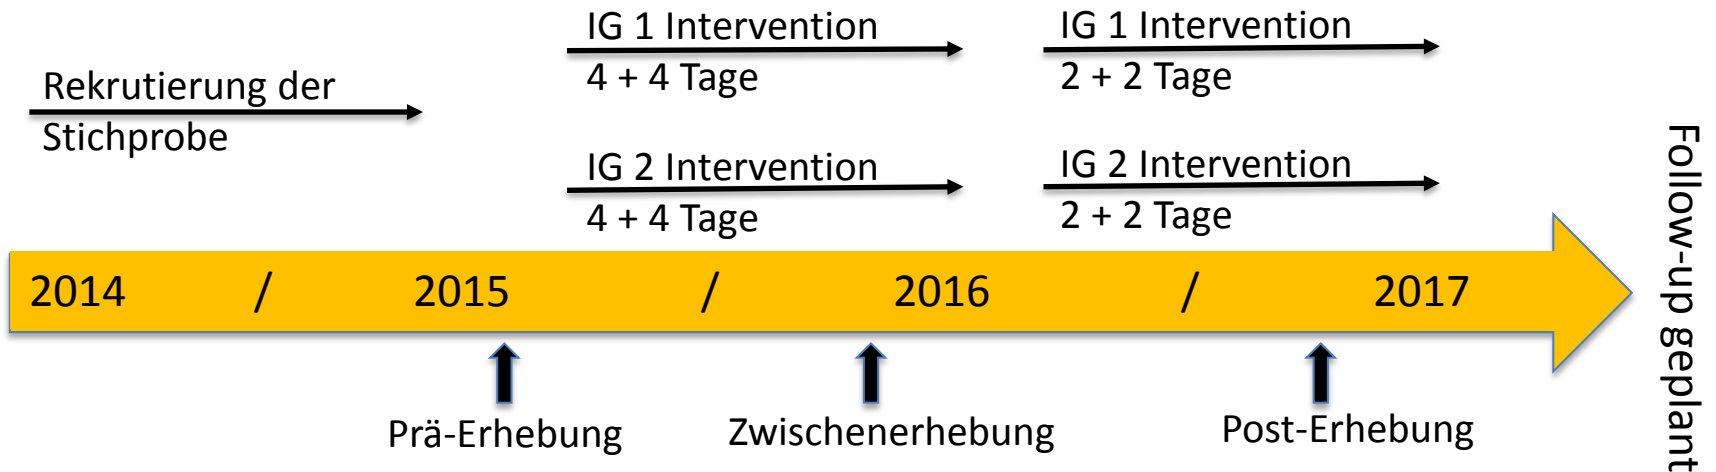 Rekrutierung der
Stichprobe
IG 1 Intervention
4 + 4 Tage
IG 1 Intervention
2 + 2 Tage
IG 2 Intervention
4 + 4 Tage
IG 2 Intervention
2 + 2 Tage
2014 / 2015 / 2016 / 2017
Prä-Erhebung
Zwischenerhebung
Post-Erhebung
Follow-up geplant